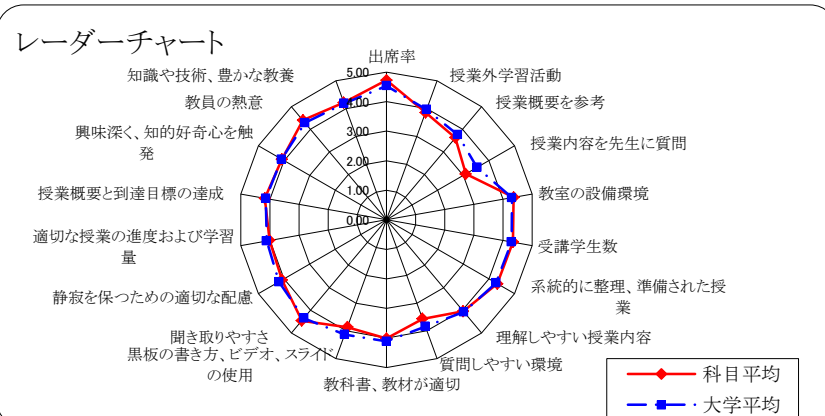 レーダーチャート
出席率
授業外学習活動
授業概要を参考
授業内容を先生に質問
教室の設備環境
受講学生数
系統的に整理、準備された授
業
理解しやすい授業内容
質問しやすい環境
教科書、教材が適切
黒板の書き方、ビデオ、スライド
の使用
聞き取りやすさ
静寂を保つための適切な配慮
適切な授業の進度および学習
量
授業概要と到達目標の達成
興味深く、知的好奇心を触
発
教員の熱意
知識や技術、豊かな教養
5.00
4.00
3.00
2.00
1.00
0.00
科目平均
大学平均